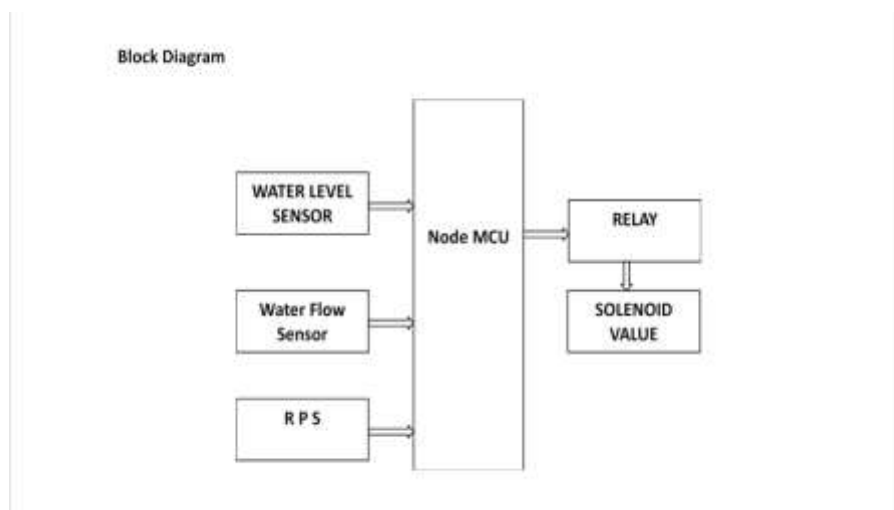 Block Diagram
WATER LEVEL
SENSOR
Node MCU
RELAY
Water Flow
Sensor
SOLENOID
VALUE
R P S